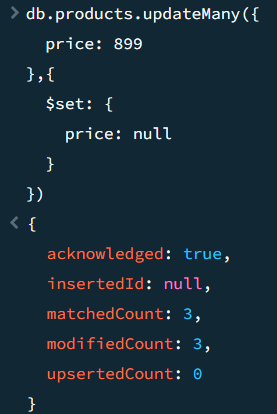 > db.products.updateMany({
price: 899
},{
$set: {
price: null
}
})
< {
acknowledged: true,
insertedId: null,
matchedCount: 3,
modifiedCount: 3,
upsertedCount: 0
}